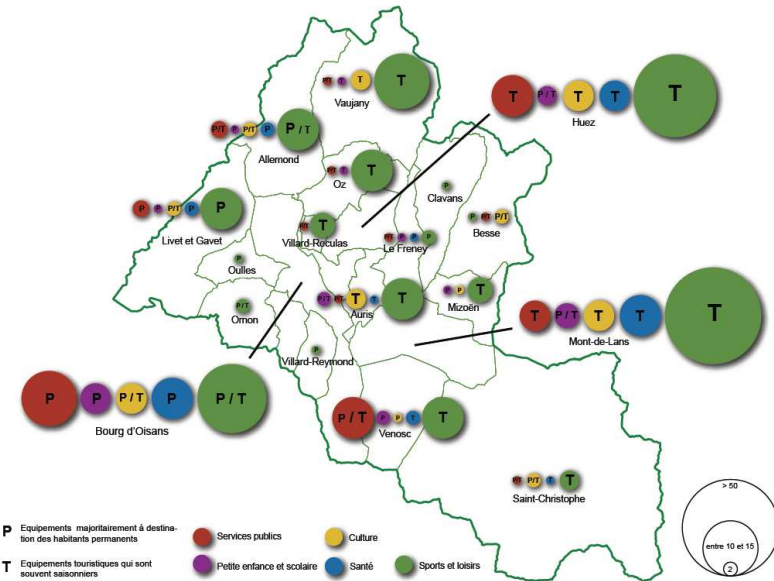 P/T P T T
Vaujany
T P/T T T T
Huez
P/T P P/T P P/T
Allemond
P/T T T
Oz
P
Clavans
P P/T P/T
Besse
P P P/T P P
Livet et Gavet
P/T T
Villard-Reculas
P/T P P P
Le Freney
Oulles
P/T
Ornon
P/T P/T T T T
Auris
P P T
Mizoën
T P/T T T T
Mont-de-Lans
P
Villard-Reymond
P P P/T P P/T
Bourg d'Oisans
P/T P P T T
Venosc
P/T P/T T T
Saint-Christophe
> 50
entre 10 et 15
2
P Equipements majoritairement à destina-
tion des habitants permanents
T Equipements touristiques qui sont
souvent saisonniers
Services publics
Culture
Petite enfance et scolaire
Santé
Sports et loisirs